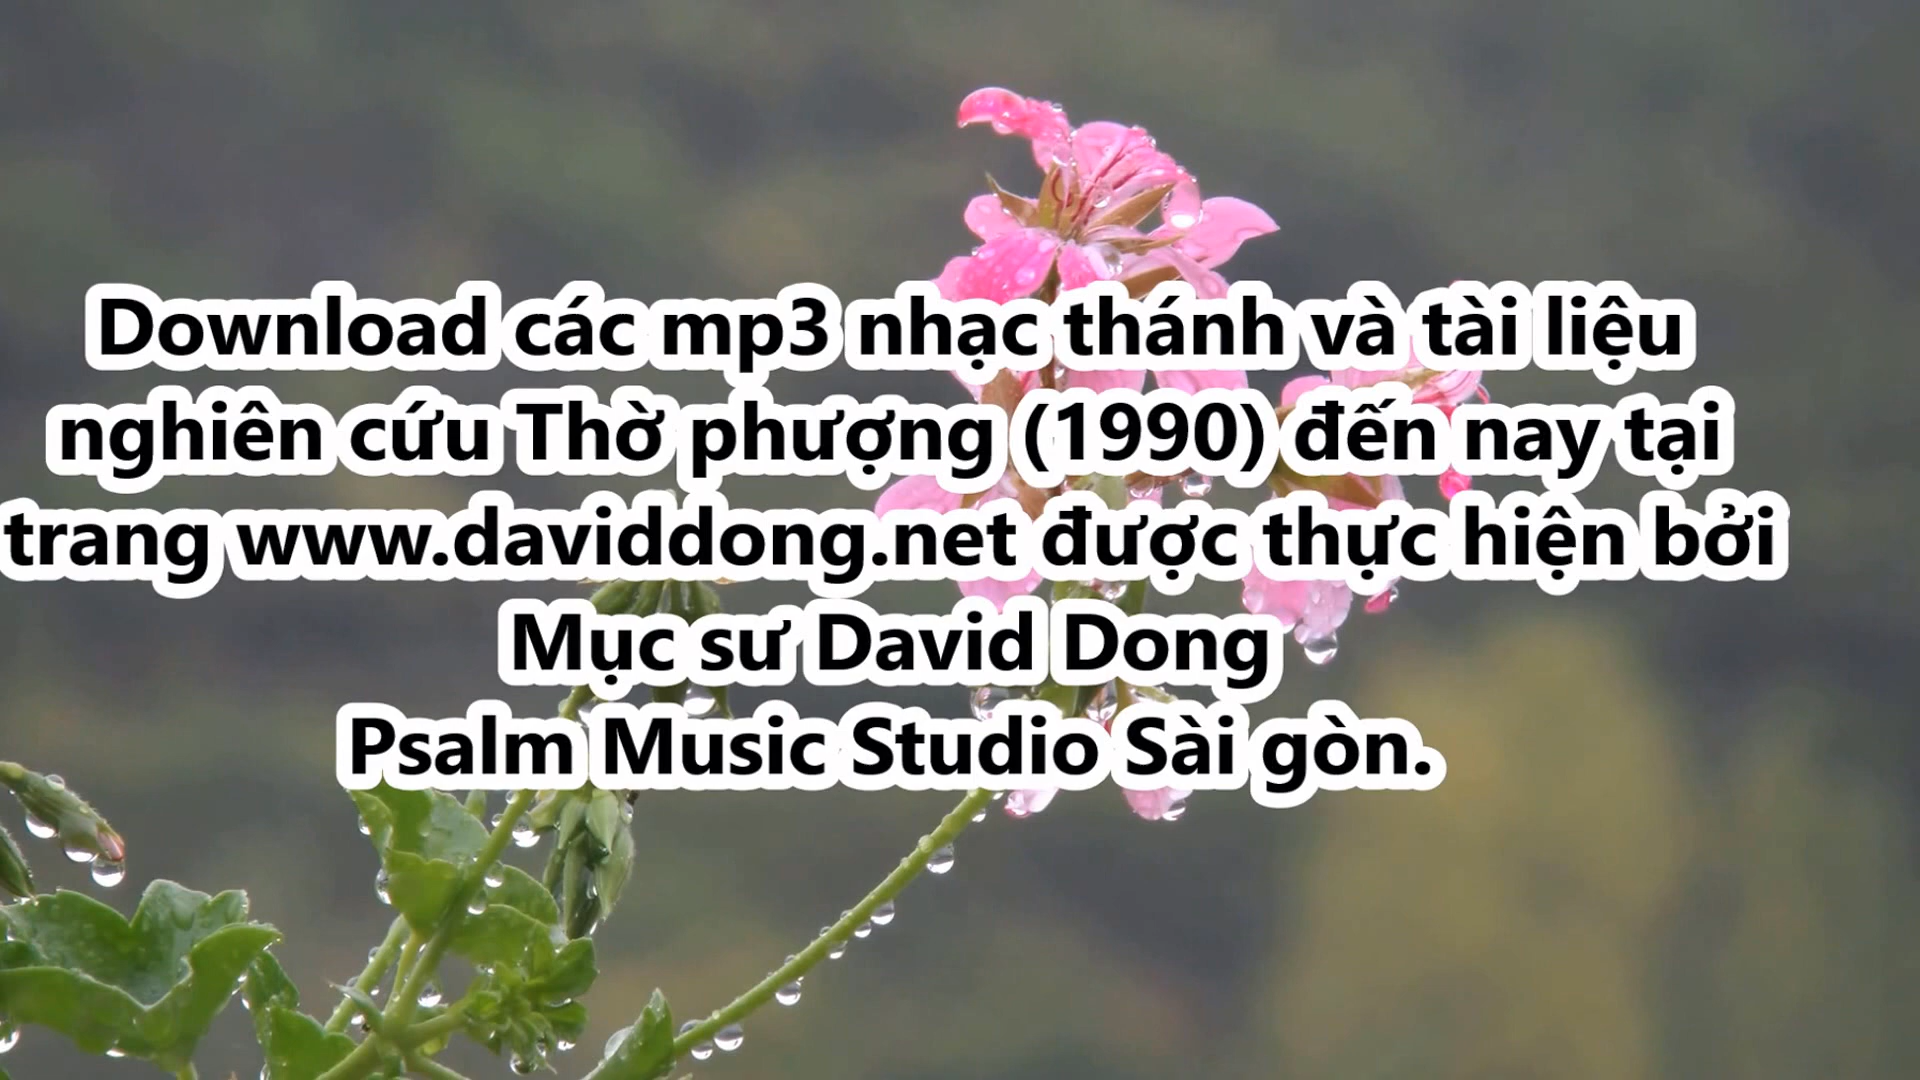 Download các mp3 nhạc thánh và tài liệu
nghiên cứu Thờ phượng (1990) đến nay tại
trang www.daviddong.net được thực hiện bởi
Mục sư David Dong
Psalm Music Studio Sài gòn.